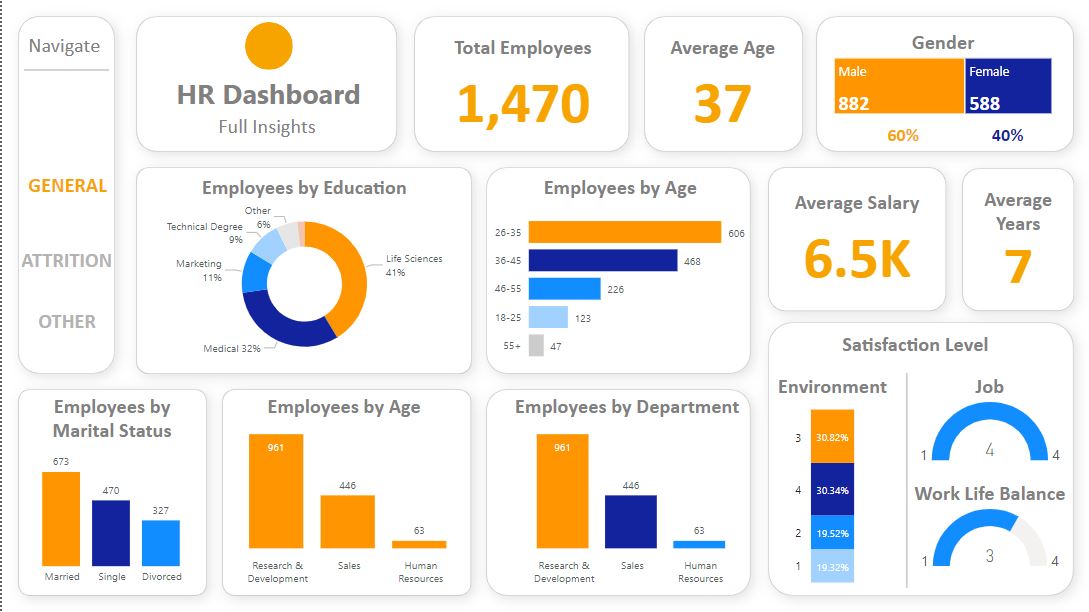 Navigate
GENERAL
ATTRITION
OTHER
HR Dashboard
Full Insights
Total Employees
1,470
Average Age
37
Gender
Male
882
Female
588
60%
40%
Employees by Education
Other
6%
Technical Degree
9%
Marketing
11%
Life Sciences
41%
Medical 32%
Employees by Age
26-35
606
36-45
468
46-55
226
18-25
123
55+
47
Average Salary
6.5K
Average
Years
7
Employees by
Marital Status
673
470
327
Married
Single
Divorced
Employees by Age
961
446
63
Research &
Development
Sales
Human
Resources
Employees by Department
961
446
63
Research &
Development
Sales
Human
Resources
Satisfaction Level
Environment
3
30.82%
4
30.34%
2
19.52%
1
19.32%
Job
1
4
4
Work Life Balance
1
3
4